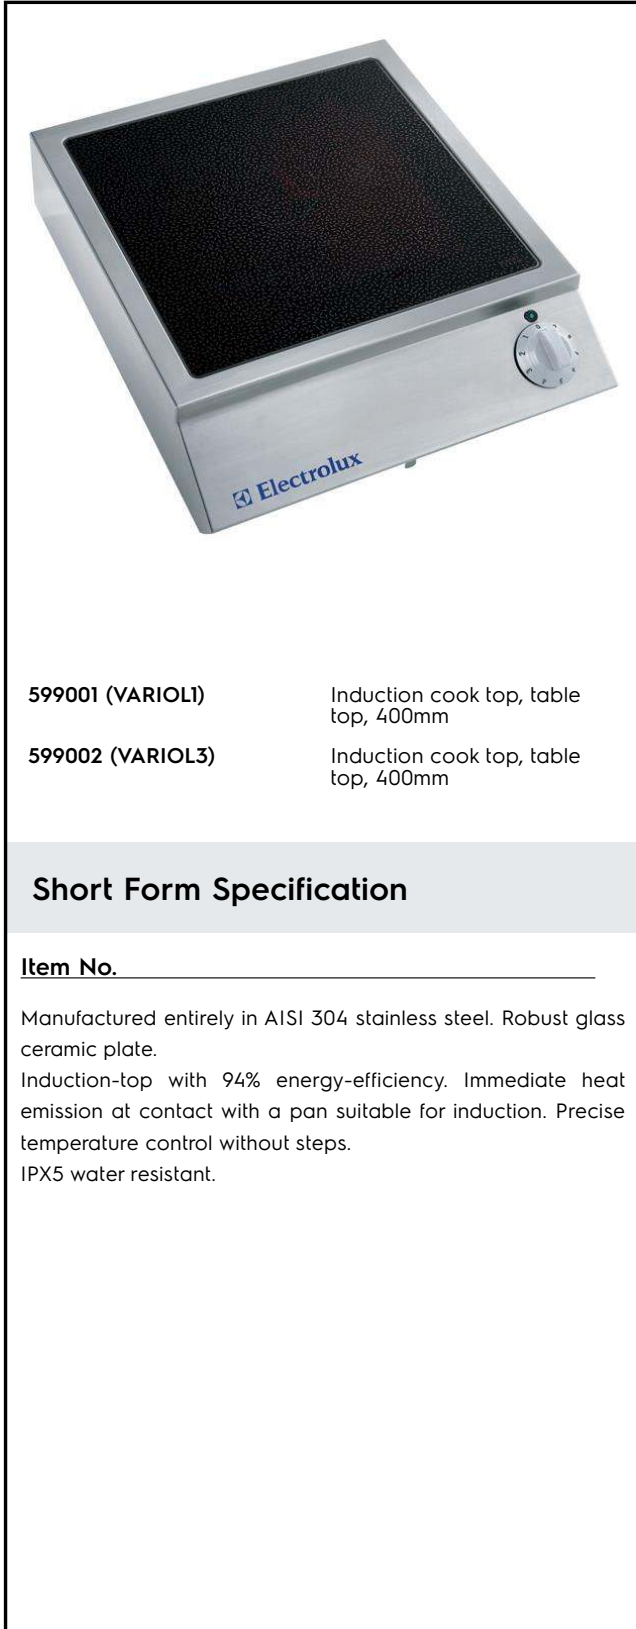 Electrolux
599001 (VARIOL1)
Induction cook top, table
top, 400mm
599002 (VARIOL3)
Induction cook top, table
top, 400mm
Short Form Specification
Item No.
Manufactured entirely in AISI 304 stainless steel. Robust glass
ceramic plate.
Induction-top with 94% energy-efficiency. Immediate heat
emission at contact with a pan suitable for induction. Precise
temperature control without steps.
IPX5 water resistant.